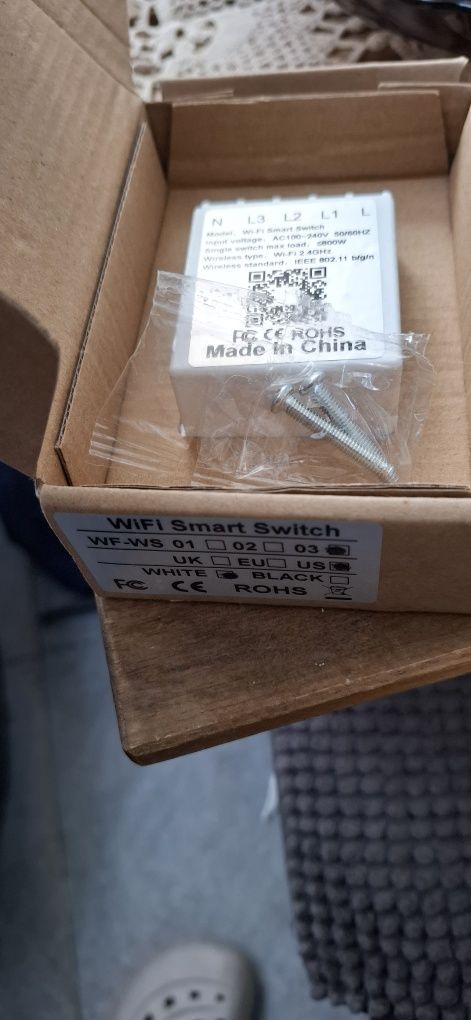 N L3 L2 L1 L
Model: Wi-Fi Smart Switch
Input voltage: AC100~240V 50/60HZ
Single switch max load: ≤800W
Wireless type: Wi-Fi 2.4GHz
Wireless standard: IEEE 802.11 b/g/n
FC CE ROHS
Made in China
WiFi Smart Switch
WF-WS 01 02 03
UK EU US
WHITE BLACK
FC CE ROHS